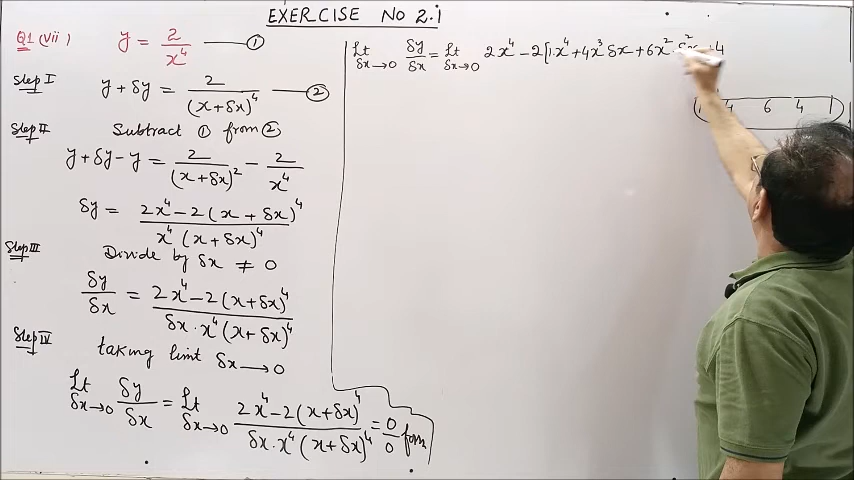 EXERCISE No 2.1
Q1 (vii) y = 2/x⁴ — ①
Step I y + δy = 2/(x + δx)⁴ — ②
Step II Subtract ① from ②
y + δy − y = 2/(x + δx)² − 2/x⁴
δy = 2x⁴ − 2(x + δx)⁴ / x⁴(x + δx)⁴
Step III Divide by δx ≠ 0
δy/δx = 2x⁴ − 2(x + δx)⁴ / δx · x⁴(x + δx)⁴
Step IV taking limit δx → 0
Lt δx→0 δy/δx = Lt δx→0 2x⁴ − 2(x + δx)⁴ / δx · x⁴(x + δx)⁴ = 0/0 form
Lt δx→0 δy/δx = Lt δx→0 2x⁴ − 2[1·x⁴ + 4x³ δx + 6x² δx² + 4
4 6 4 1